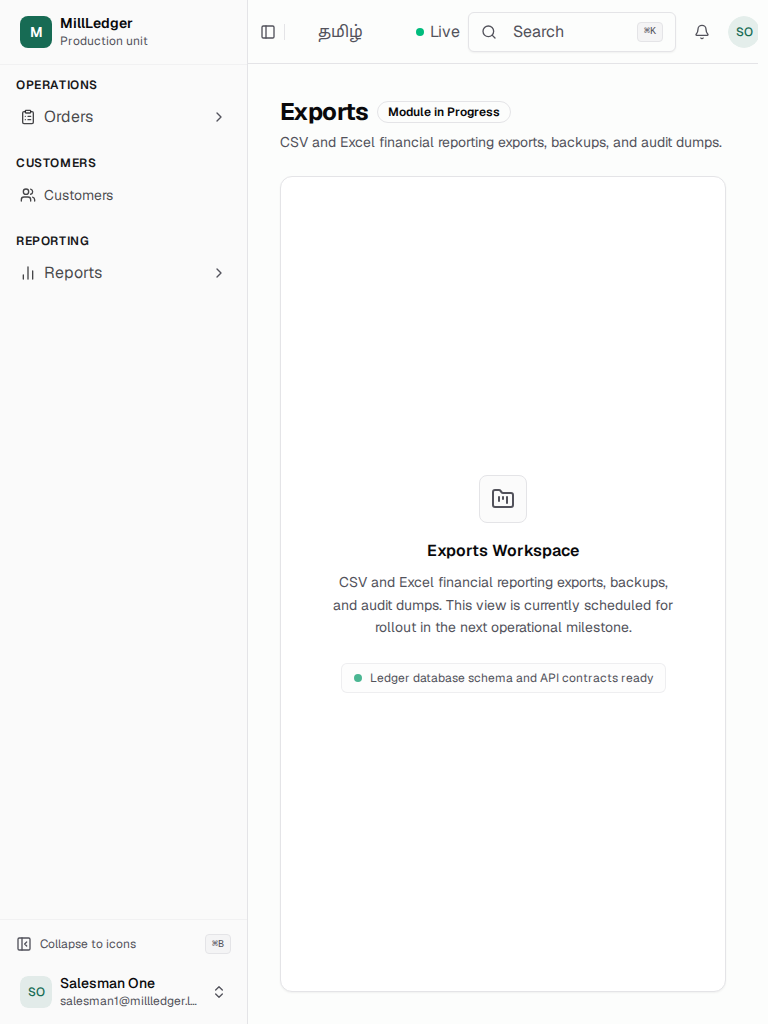 M
MillLedger
Production unit
OPERATIONS
Orders
CUSTOMERS
Customers
REPORTING
Reports
Collapse to icons ⌘B
SO
Salesman One
salesman1@millledger.l...
தமிழ்
Live
Search ⌘K
SO
Exports Module in Progress
CSV and Excel financial reporting exports, backups, and audit dumps.
Exports Workspace
CSV and Excel financial reporting exports, backups,
and audit dumps. This view is currently scheduled for
rollout in the next operational milestone.
Ledger database schema and API contracts ready